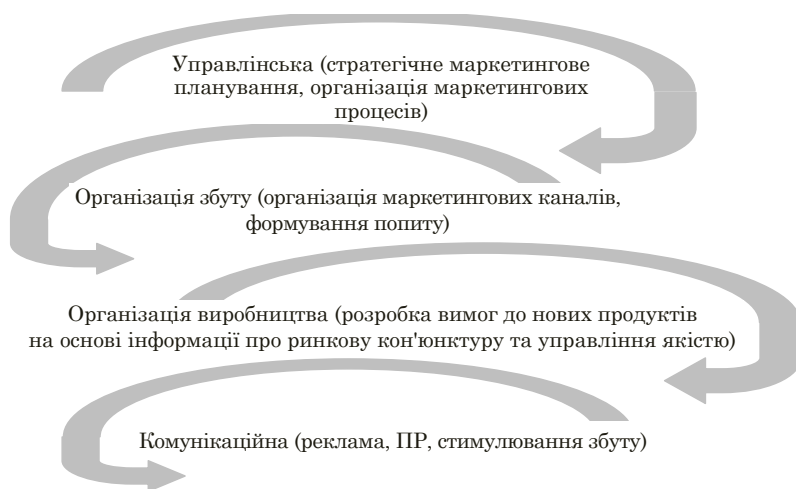 Управлінська (стратегічне маркетингове
планування, організація маркетингових
процесів)
Організація збуту (організація маркетингових каналів,
формування попиту)
Організація виробництва (розробка вимог до нових продуктів
на основі інформації про ринкову кон'юнктуру та управління якістю)
Комунікаційна (реклама, ПР, стимулювання збуту)